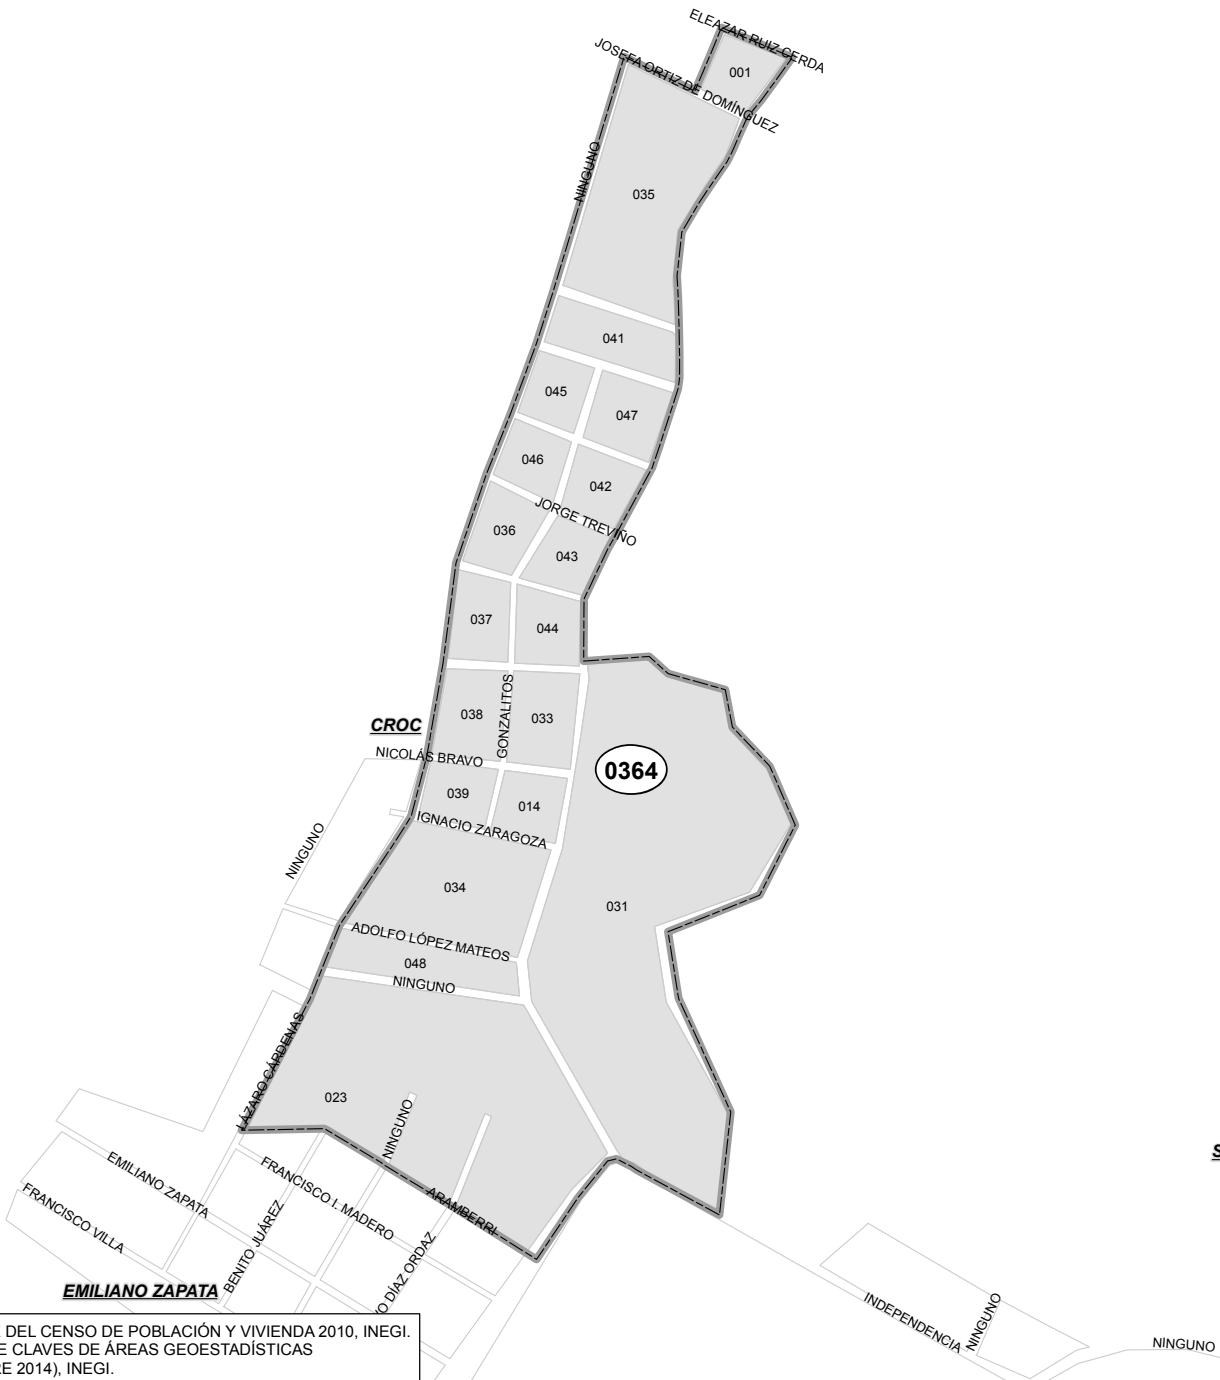 ELEAZAR RUIZ CERDA
JOSEFA ORTIZ DE DOMÍNGUEZ
001
NINGUNO
035
041
045
047
046
042
JORGE TREVIÑO
036
043
037
044
GONZALITOS
038
033
CROC
NICOLÁS BRAVO
0364
039
014
IGNACIO ZARAGOZA
NINGUNO
034
031
ADOLFO LÓPEZ MATEOS
048
NINGUNO
LÁZARO CÁRDENAS
023
NINGUNO
S
EMILIANO ZAPATA
FRANCISCO I. MADERO
ARAMBERRI
FRANCISCO VILLA
BENITO JUÁREZ
O DÍAZ ORDAZ
EMILIANO ZAPATA
INDEPENDENCIA
NINGUNO
NINGUNO
DEL CENSO DE POBLACIÓN Y VIVIENDA 2010, INEGI.
E CLAVES DE ÁREAS GEOESTADÍSTICAS
RE 2014), INEGI.